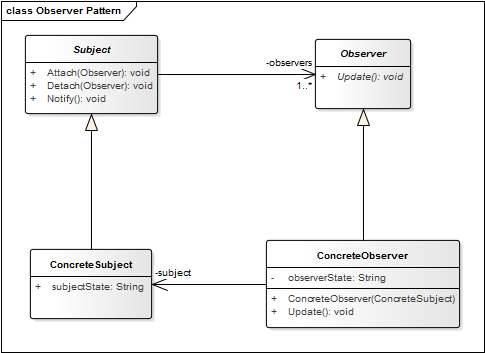 class Observer Pattern
Subject
+ Attach(Observer): void
+ Detach(Observer): void
+ Notify(): void
-observers
1..*
Observer
+ Update(): void
ConcreteSubject
+ subjectState: String
-subject
ConcreteObserver
- observerState: String
+ ConcreteObserver(ConcreteSubject)
+ Update(): void